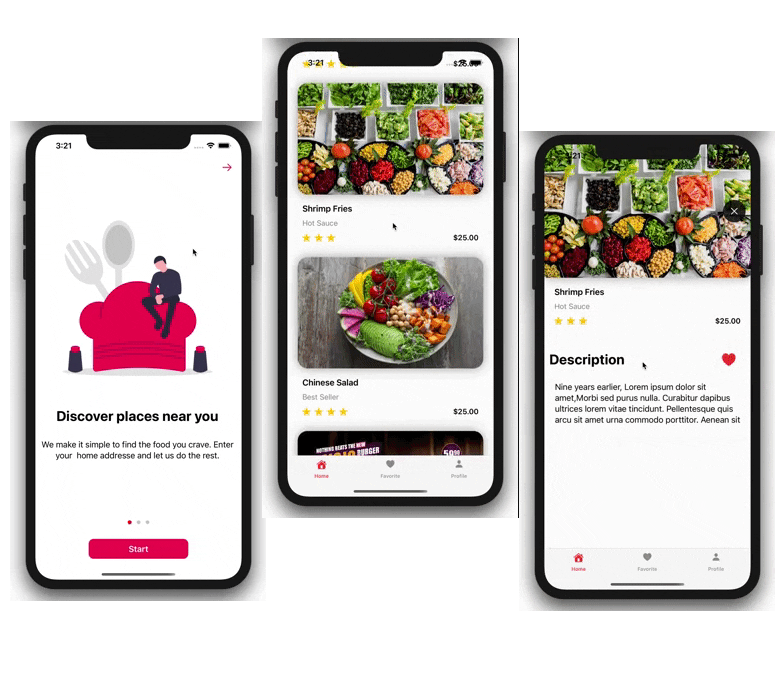 3:21
Discover places near you
We make it simple to find the food you crave. Enter
your home addresse and let us do the rest.
Start
3:21
$25.00
Shrimp Fries
Hot Sauce
$25.00
Chinese Salad
Best Seller
$25.00
NOTHING BEATS THE NEW
BURGER
Home
Favorite
Profile
3:21
Shrimp Fries
Hot Sauce
$25.00
Description
Nine years earlier, Lorem ipsum dolor sit
amet,Morbi sed purus nulla. Curabitur dapibus
ultrices lorem vitae tincidunt. Pellentesque quis
arcu sit amet urna commodo porttitor. Aenean sit
Home
Favorite
Profile